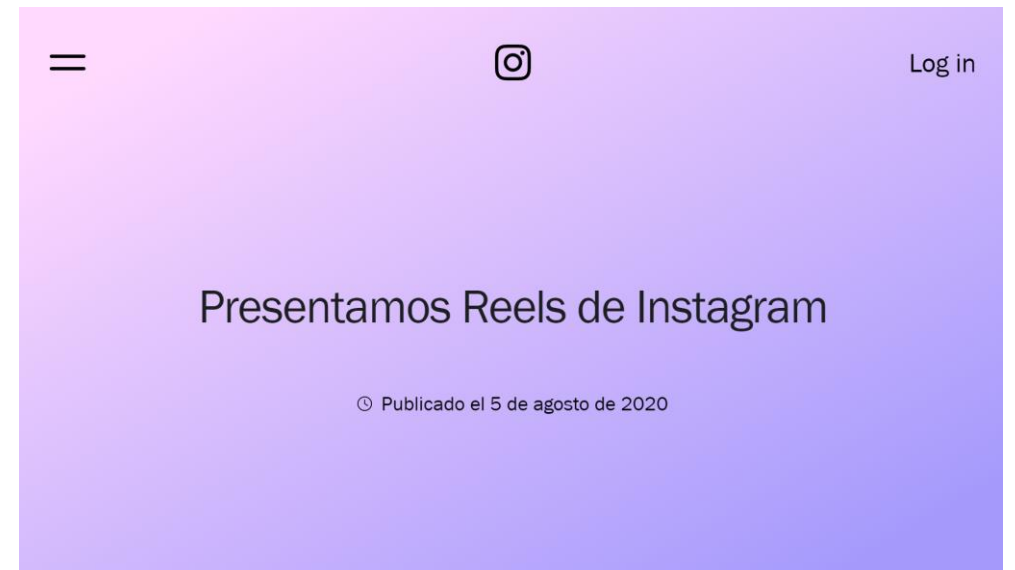 Log in
Presentamos Reels de Instagram
Publicado el 5 de agosto de 2020